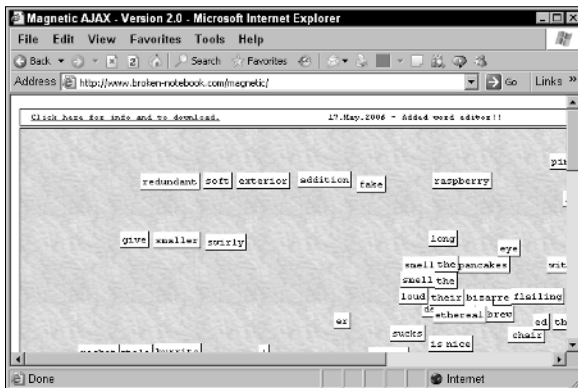 Magnetic AJAX - Version 2.0 - Microsoft Internet Explorer
File Edit View Favorites Tools Help
Back Search Favorites
Address http://www.broken-notebook.com/magnetic/ Go Links »
Click here for info and to download. 17.May.2006 - Added word editor!!
redundant soft exterior addition fake raspberry
give smaller swirly long
eye
smell the pancakes
smell the
loud their bizarre flailing
ethereal brew
er
sucks chair
is nice
Done Internet